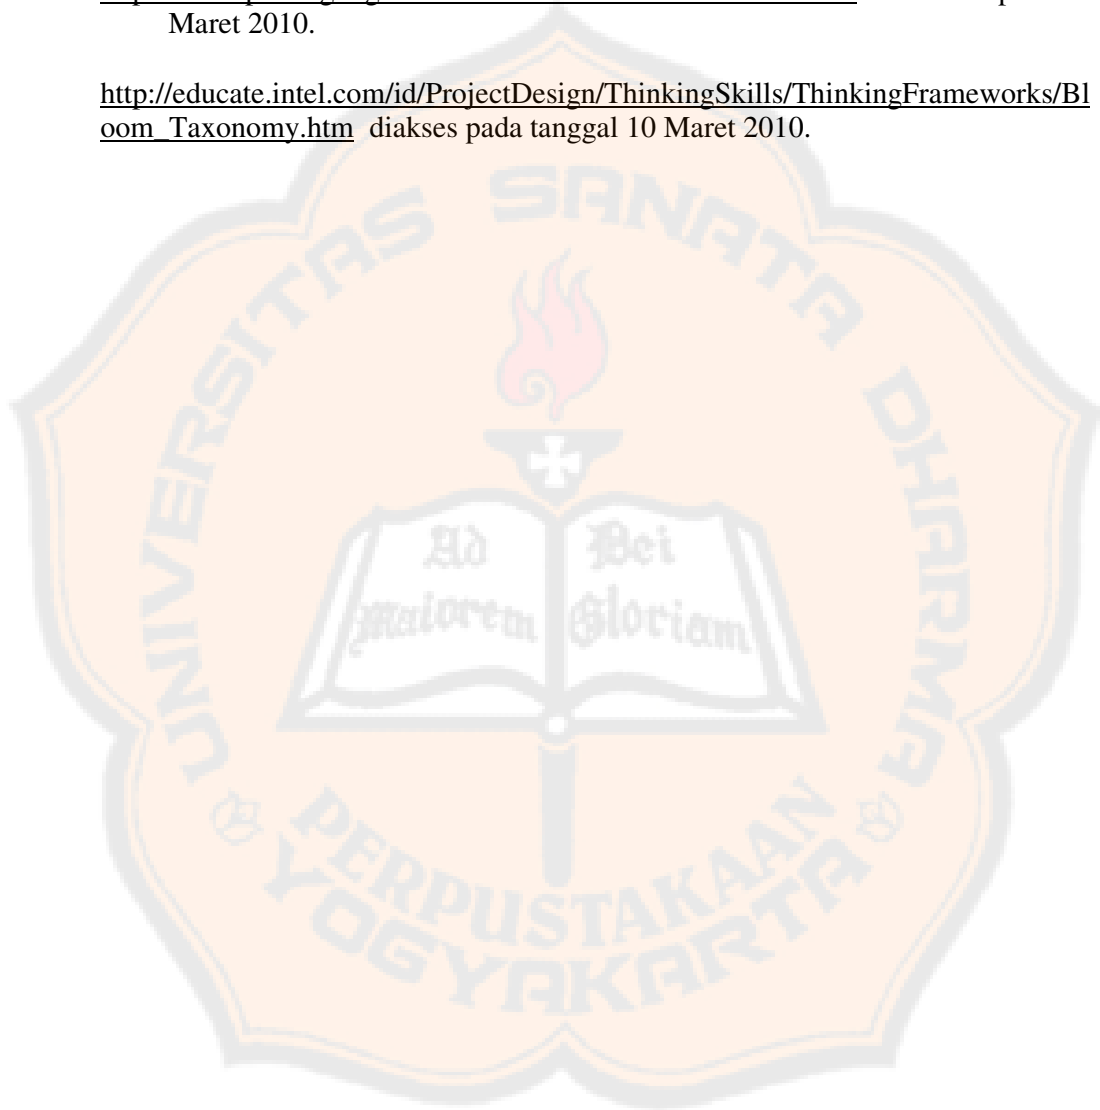 Maret 2010.
http://educate.intel.com/id/ProjectDesign/ThinkingSkills/ThinkingFrameworks/Bl
oom_Taxonomy.htm diakses pada tanggal 10 Maret 2010.
UNIVERSITAS SANATA DHARMA
Ad Dei
maiorem Gloriam
PERPUSTAKAAN
YOGYAKARTA